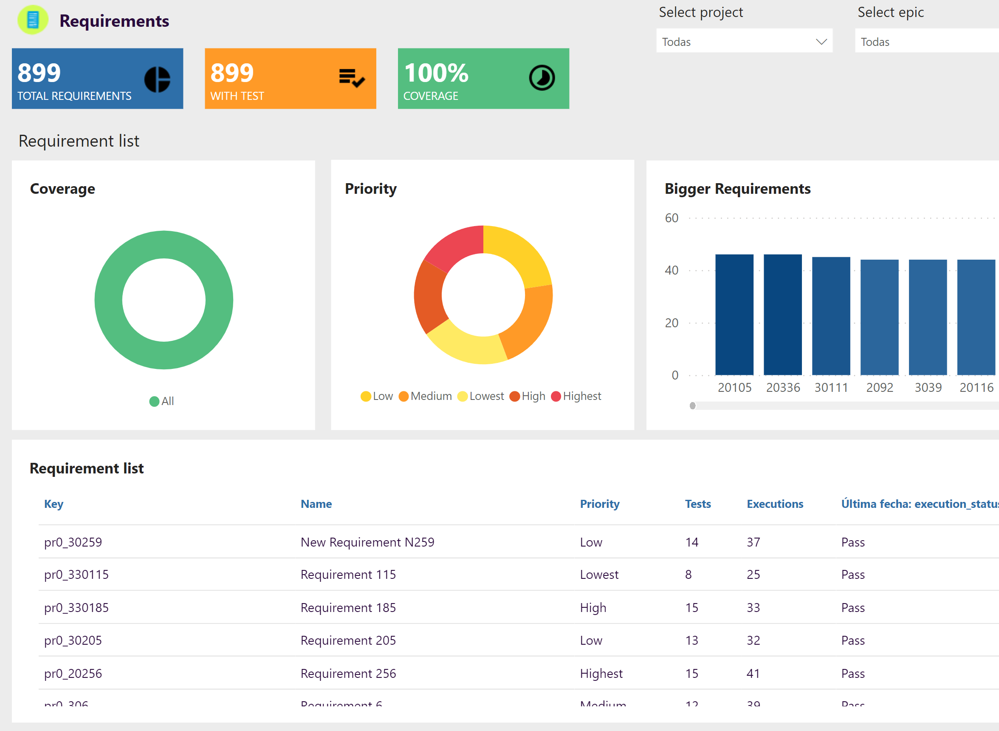 Requirements
Select project
Select epic
Todas
Todas
899
TOTAL REQUIREMENTS
899
WITH TEST
100%
COVERAGE
Requirement list
Coverage
All
Priority
Low Medium Lowest High Highest
Bigger Requirements
60
40
20
0
20105 20336 30111 2092 3039 20116
Requirement list
Key Name Priority Tests Executions Última fecha: execution_status
pr0_30259 New Requirement N259 Low 14 37 Pass
pr0_330115 Requirement 115 Lowest 8 25 Pass
pr0_330185 Requirement 185 High 15 33 Pass
pr0_30205 Requirement 205 Low 13 32 Pass
pr0_20256 Requirement 256 Highest 15 41 Pass
pr0_306 Requirement 6 Medium 12 39 Pass